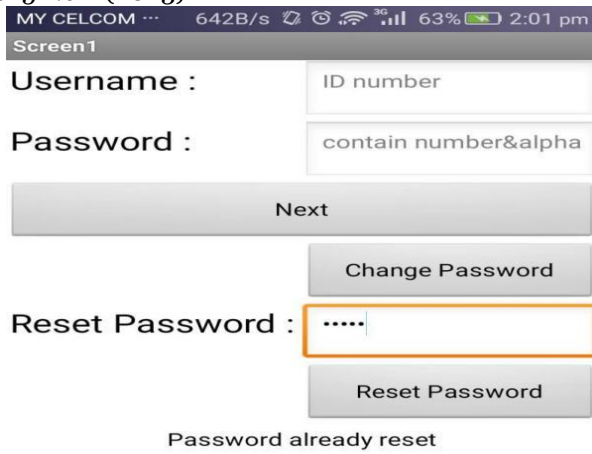 MY CELCOM ··· 642B/s 3G 63% 2:01 pm
Screen1
Username : ID number
Password : contain number&alpha
Next
Change Password
Reset Password : •••••
Reset Password
Password already reset